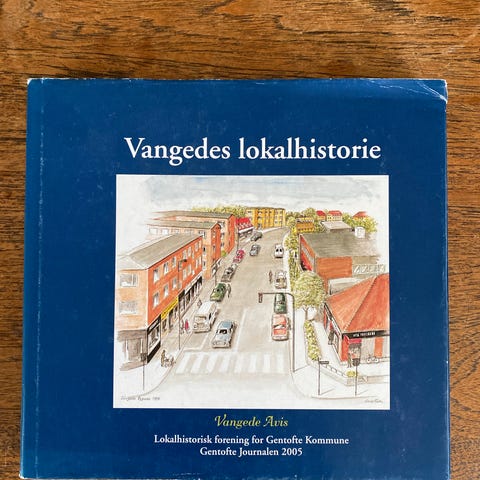 Vangedes lokalhistorie
Vangede Avis
Lokalhistorisk forening for Gentofte Kommune
Gentofte Journalen 2005